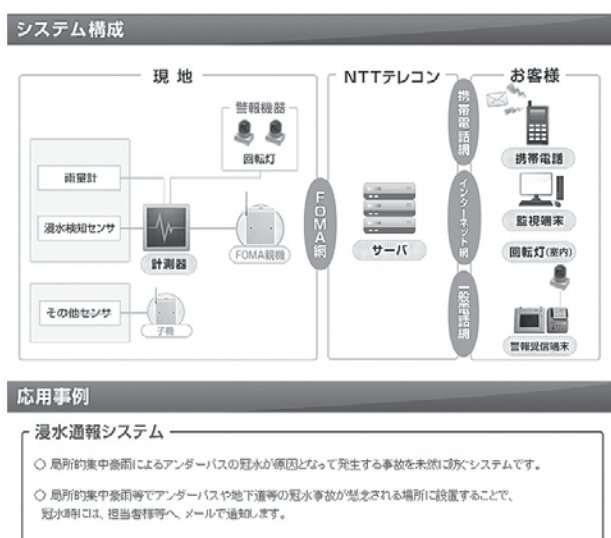 システム構成
現 地
NTTテレコン
お客様
警報機器
回転灯
雨量計
浸水検知センサ
計測器
FOMA親機
その他センサ
子機
FOMA網
サーバ
携帯電話網
インターネット網
一般電話網
携帯電話
監視端末
回転灯(室内)
警報受信端末
応用事例
浸水通報システム
○ 局所的集中豪雨によるアンダーパスの冠水が原因となって発生する事故を未然に防ぐシステムです。
○ 局所的集中豪雨等でアンダーパスや地下道等の冠水事故が懸念される場所に設置することで、
冠水時には、担当者様等へ、メールで通知します。